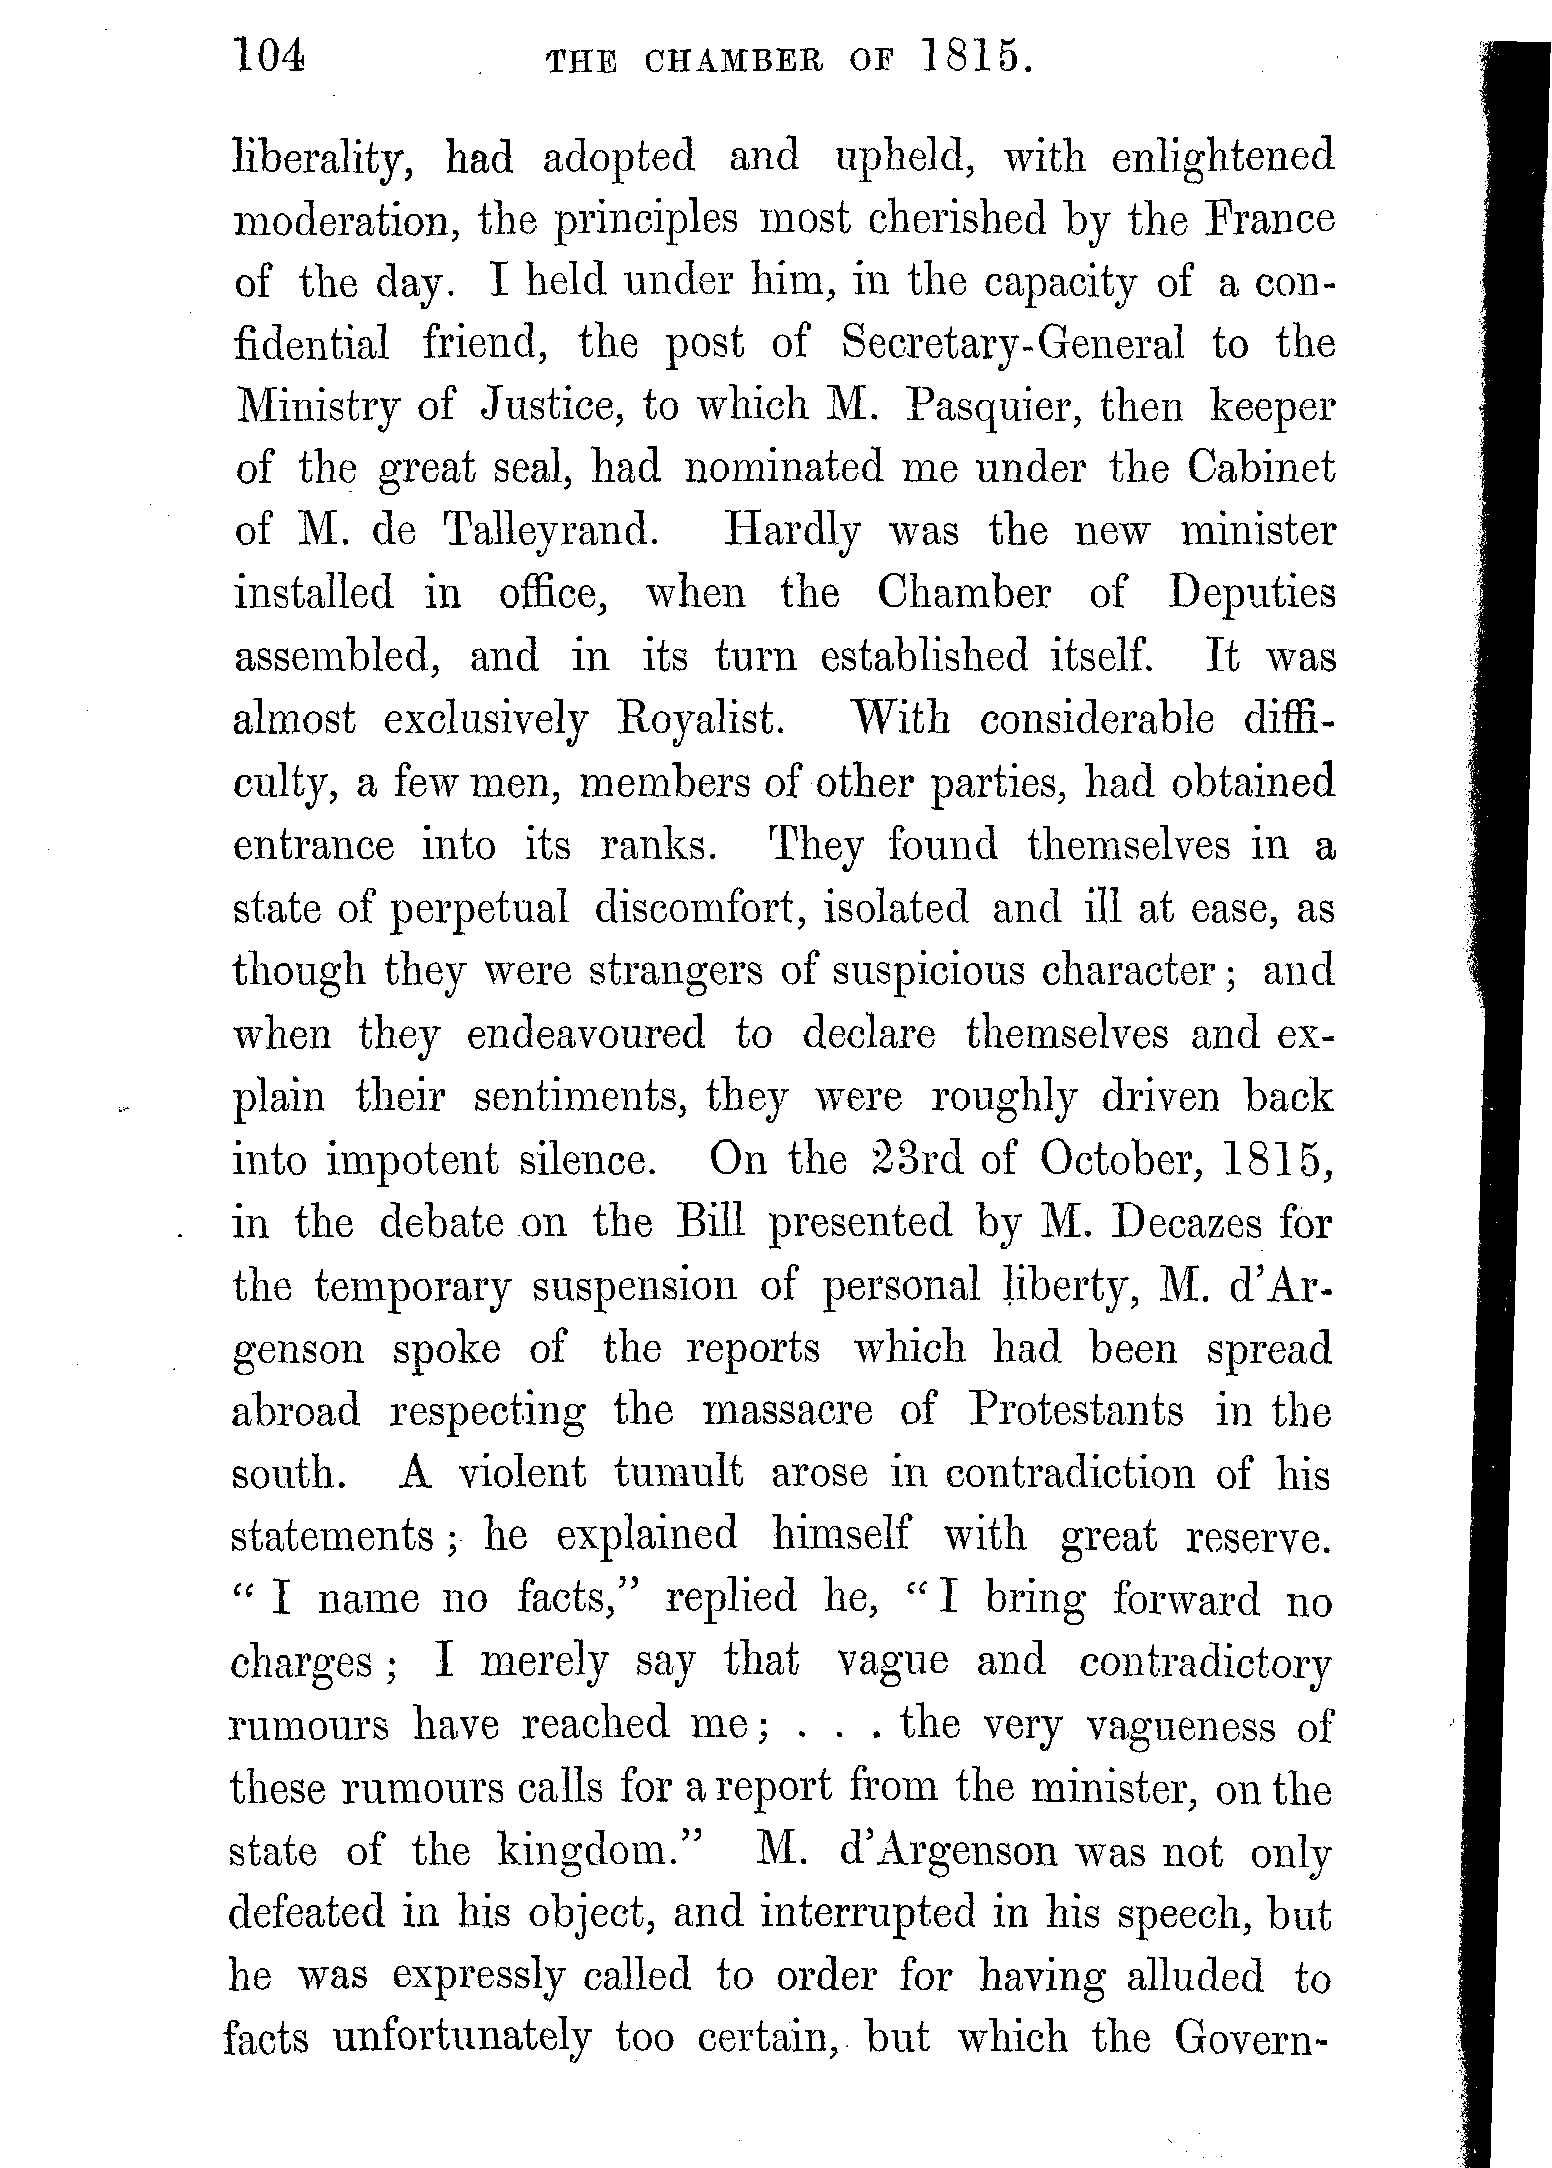 104 THE CHAMBER OF 1815.
liberality, had adopted and upheld, with enlightened
moderation, the principles most cherished by the France
of the day. I held under him, in the capacity of a con-
fidential friend, the post of Secretary-General to the
Ministry of Justice, to which M. Pasquier, then keeper
of the great seal, had nominated me under the Cabinet
of M. de Talleyrand. Hardly was the new minister
installed in office, when the Chamber of Deputies
assembled, and in its turn established itself. It was
almost exclusively Royalist. With considerable diffi-
culty, a few men, members of other parties, had obtained
entrance into its ranks. They found themselves in a
state of perpetual discomfort, isolated and ill at ease, as
though they were strangers of suspicious character; and
when they endeavoured to declare themselves and ex-
plain their sentiments, they were roughly driven back
into impotent silence. On the 23rd of October, 1815,
in the debate on the Bill presented by M. Decazes for
the temporary suspension of personal liberty, M. d'Ar-
genson spoke of the reports which had been spread
abroad respecting the massacre of Protestants in the
south. A violent tumult arose in contradiction of his
statements; he explained himself with great reserve.
"I name no facts," replied he, "I bring forward no
charges; I merely say that vague and contradictory
rumours have reached me; . . . the very vagueness of
these rumours calls for a report from the minister, on the
state of the kingdom." M. d'Argenson was not only
defeated in his object, and interrupted in his speech, but
he was expressly called to order for having alluded to
facts unfortunately too certain, but which the Govern-